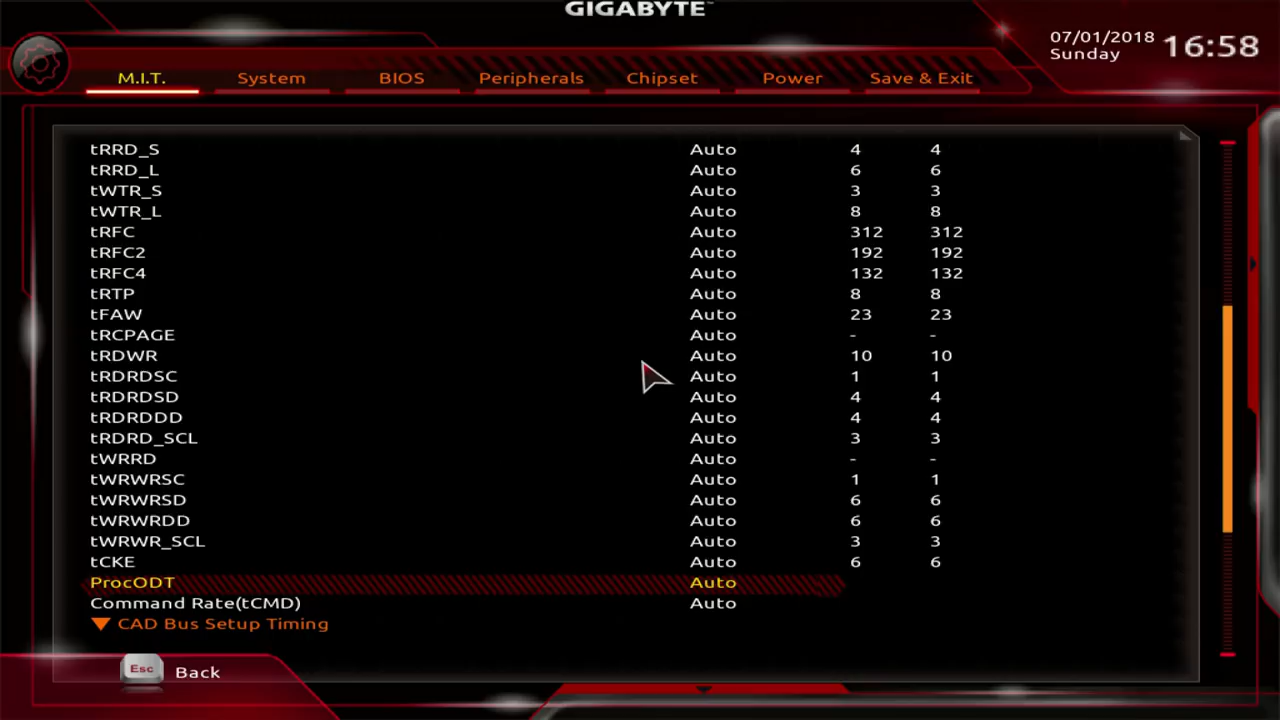 GIGABYTE™
07/01/2018
Sunday
16:58
M.I.T. System BIOS Peripherals Chipset Power Save & Exit
tRRD_S Auto 4 4
tRRD_L Auto 6 6
tWTR_S Auto 3 3
tWTR_L Auto 8 8
tRFC Auto 312 312
tRFC2 Auto 192 192
tRFC4 Auto 132 132
tRTP Auto 8 8
tFAW Auto 23 23
tRCPAGE Auto - -
tRDWR Auto 10 10
tRDRDSC Auto 1 1
tRDRDSD Auto 4 4
tRDRDDD Auto 4 4
tRDRD_SCL Auto 3 3
tWRRD Auto - -
tWRWRSC Auto 1 1
tWRWRSD Auto 6 6
tWRWRDD Auto 6 6
tWRWR_SCL Auto 3 3
tCKE Auto 6 6
ProcODT Auto
Command Rate(tCMD) Auto
CAD Bus Setup Timing
Esc Back